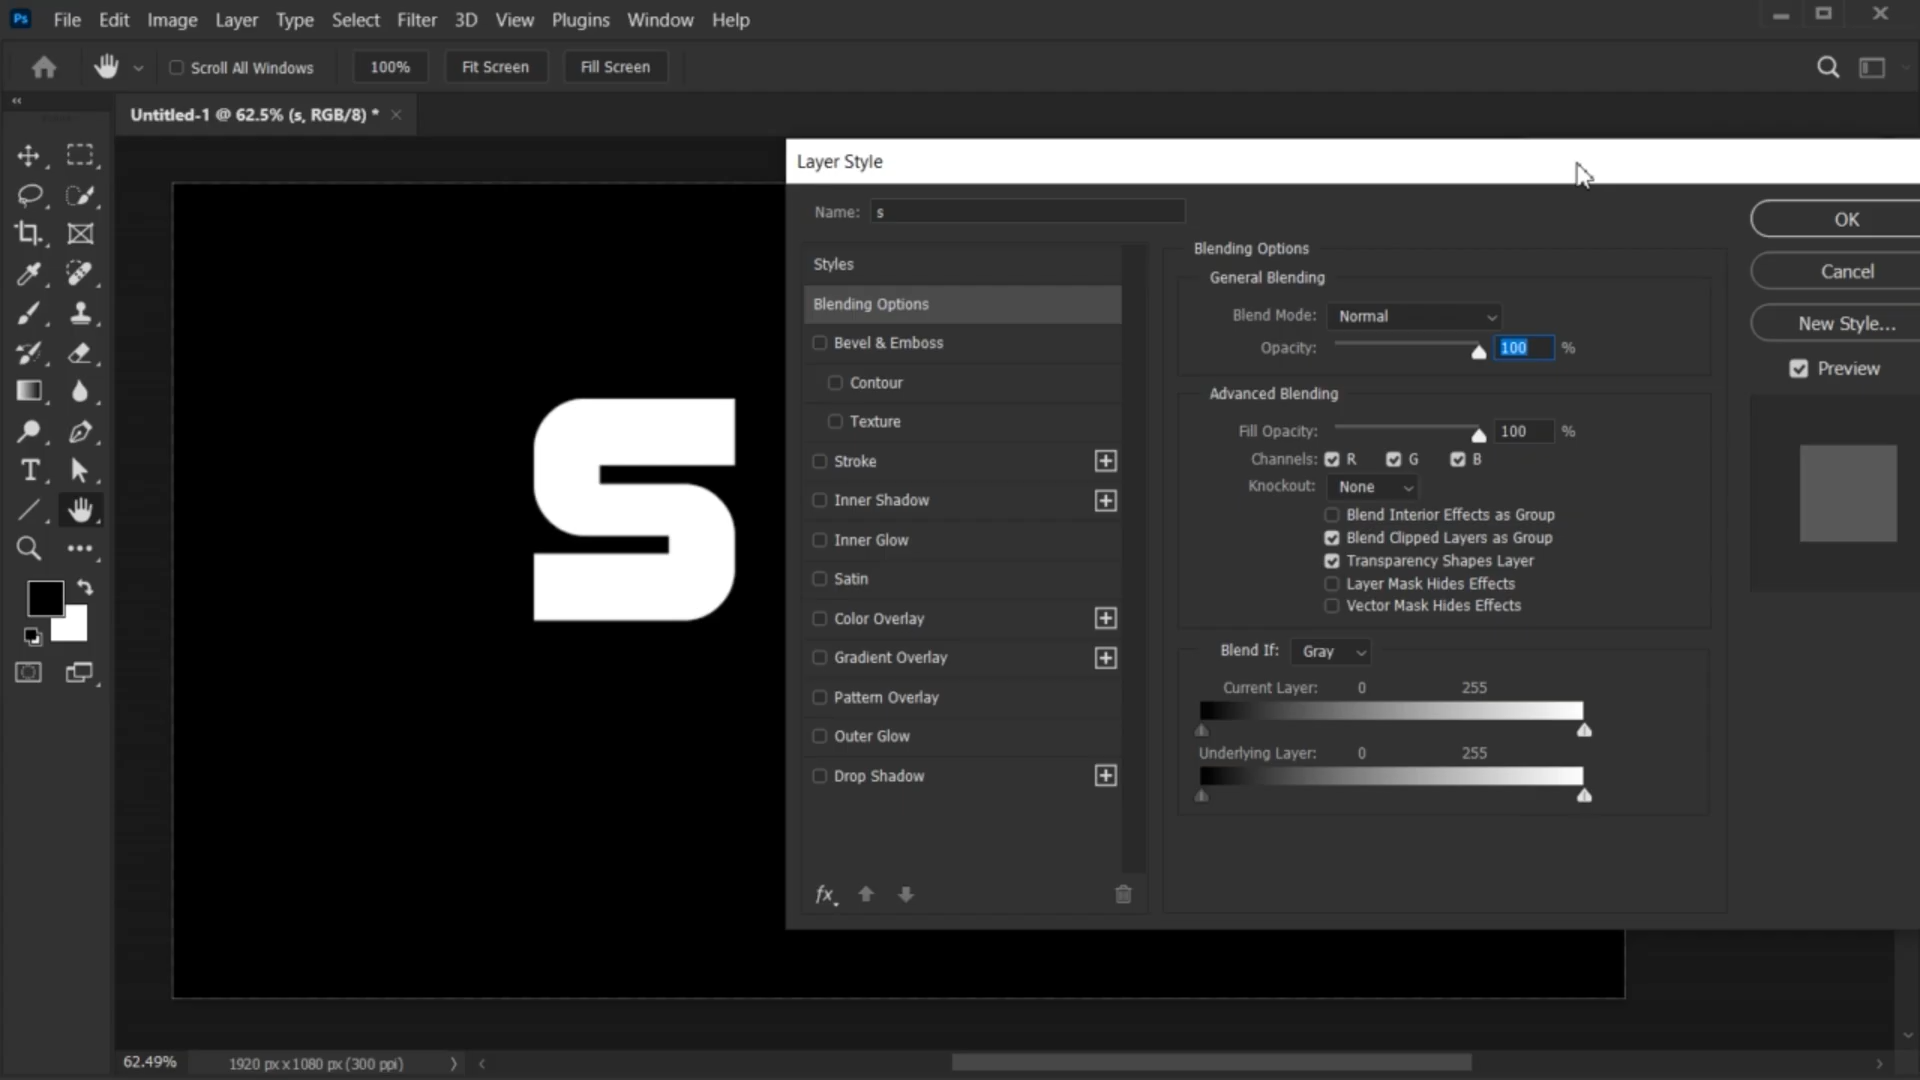 Ps File Edit Image Layer Type Select Filter 3D View Plugins Window Help
Scroll All Windows 100% Fit Screen Fill Screen
Untitled-1 @ 62.5% (s, RGB/8) *
Layer Style
Name: s
OK
Cancel
New Style...
Preview
Styles
Blending Options
Bevel & Emboss
Contour
Texture
Stroke
Inner Shadow
Inner Glow
Satin
Color Overlay
Gradient Overlay
Pattern Overlay
Outer Glow
Drop Shadow
fx
Blending Options
General Blending
Blend Mode: Normal
Opacity: 100 %
Advanced Blending
Fill Opacity: 100 %
Channels: R G B
Knockout: None
Blend Interior Effects as Group
Blend Clipped Layers as Group
Transparency Shapes Layer
Layer Mask Hides Effects
Vector Mask Hides Effects
Blend If: Gray
Current Layer: 0 255
Underlying Layer: 0 255
S
T
62.49% 1920 px x 1080 px (300 ppi)